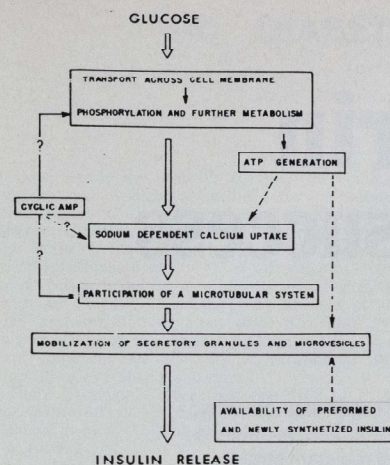 GLUCOSE
TRANSPORT ACROSS CELL MEMBRANE
PHOSPHORYLATION AND FURTHER METABOLISM
?
ATP GENERATION
CYCLIC AMP
?
SODIUM DEPENDENT CALCIUM UPTAKE
?
PARTICIPATION OF A MICROTUBULAR SYSTEM
MOBILIZATION OF SECRETORY GRANULES AND MICROVESICLES
AVAILABILITY OF PREFORMED
AND NEWLY SYNTHETIZED INSULIN
INSULIN RELEASE